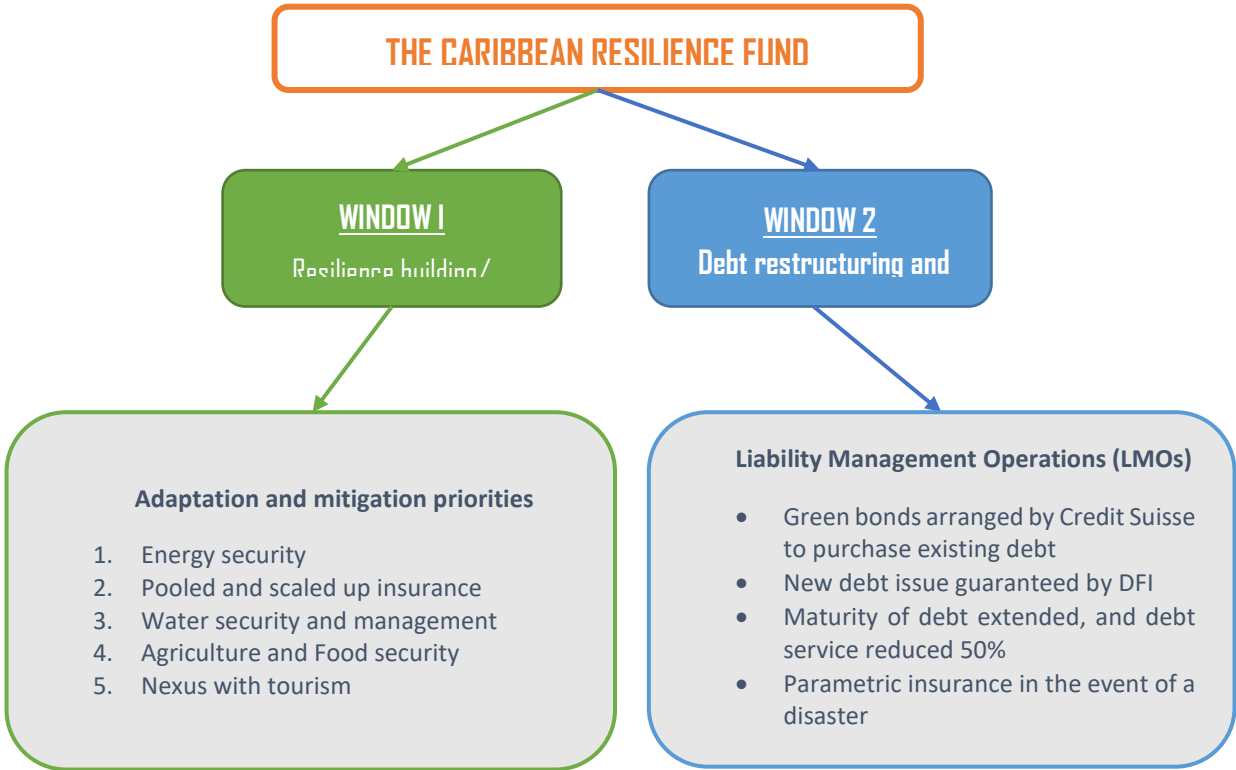 THE CARIBBEAN RESILIENCE FUND
WINDOW 1
Resilience building/
WINDOW 2
Debt restructuring and
Adaptation and mitigation priorities
1. Energy security
2. Pooled and scaled up insurance
3. Water security and management
4. Agriculture and Food security
5. Nexus with tourism
Liability Management Operations (LMOs)
• Green bonds arranged by Credit Suisse
to purchase existing debt
• New debt issue guaranteed by DFI
• Maturity of debt extended, and debt
service reduced 50%
• Parametric insurance in the event of a
disaster